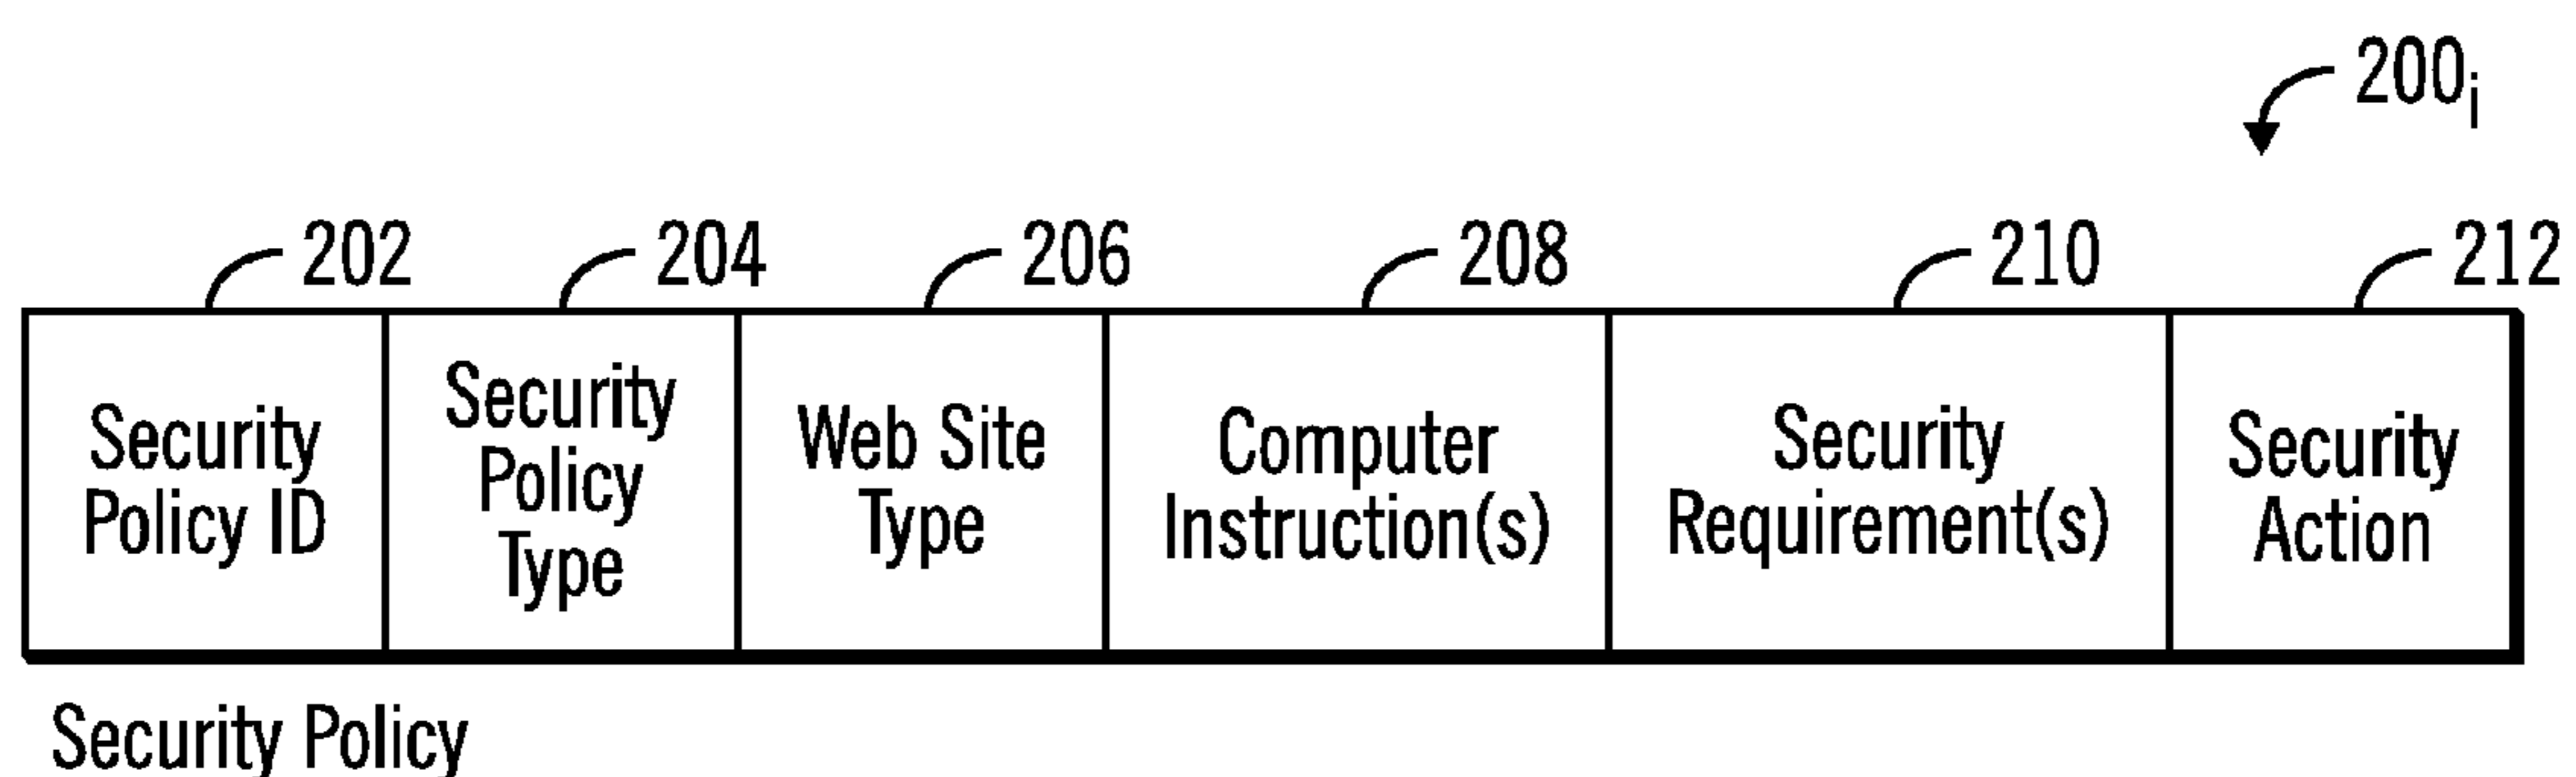 200i
202 204 206 208 210 212
Security Policy ID
Security Policy Type
Web Site Type
Computer Instruction(s)
Security Requirement(s)
Security Action
Security Policy